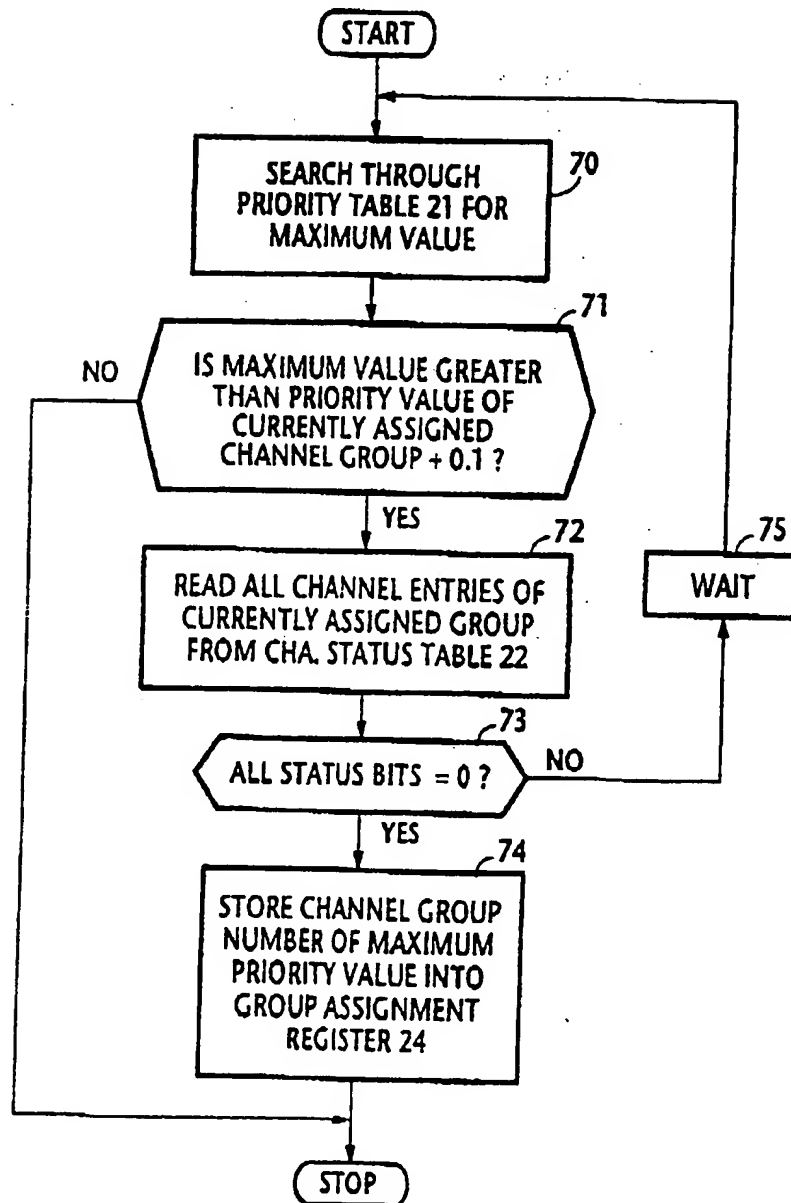 START
70
SEARCH THROUGH
PRIORITY TABLE 21 FOR
MAXIMUM VALUE
71
NO
IS MAXIMUM VALUE GREATER
THAN PRIORITY VALUE OF
CURRENTLY ASSIGNED
CHANNEL GROUP + 0.1 ?
YES
72
75
READ ALL CHANNEL ENTRIES OF
CURRENTLY ASSIGNED GROUP
FROM CHA. STATUS TABLE 22
WAIT
73
ALL STATUS BITS = 0 ?
NO
YES
74
STORE CHANNEL GROUP
NUMBER OF MAXIMUM
PRIORITY VALUE INTO
GROUP ASSIGNMENT
REGISTER 24
STOP